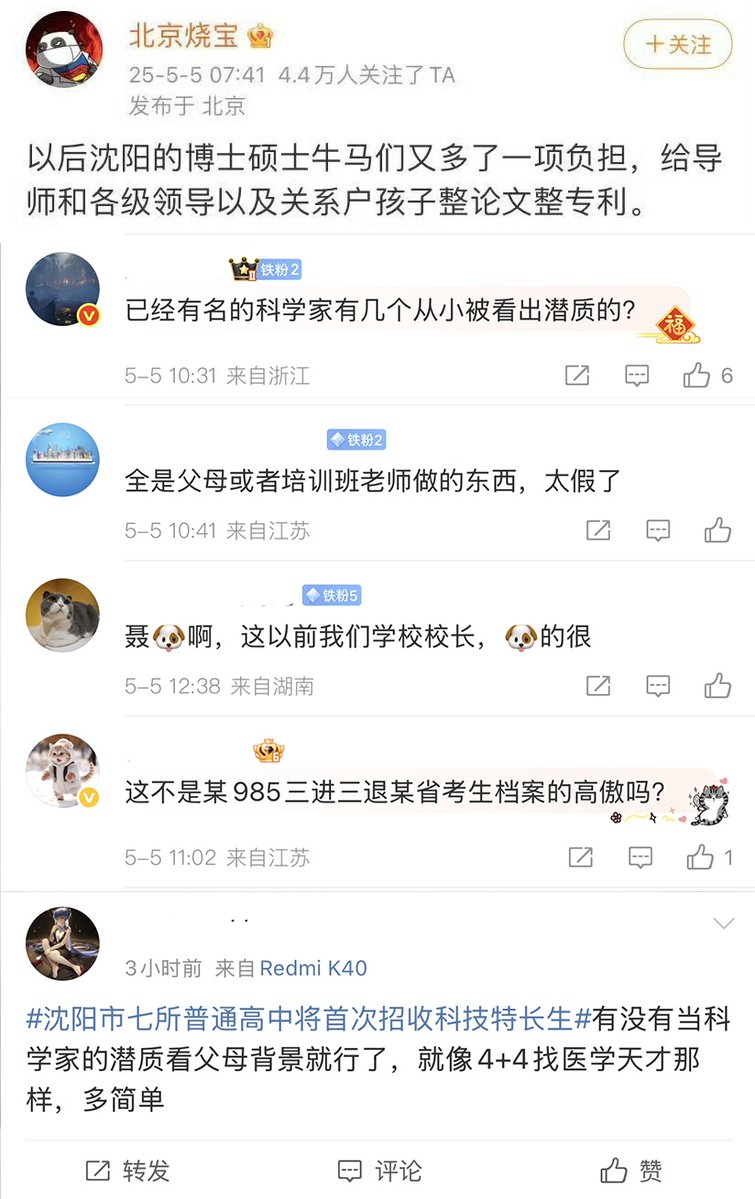 北京烧宝
25-5-5 07:41 4.4万人关注了TA
发布于 北京
+关注
以后沈阳的博士硕士牛马们又多了一项负担，给导
师和各级领导以及关系户孩子整论文整专利。
II 铁粉2
已经有名的科学家有几个从小被看出潜质的？
福
5-5 10:31 来自浙江
6
铁粉2
全是父母或者培训班老师做的东西，太假了
5-5 10:41 来自江苏
铁粉5
聂🐶啊，这以前我们学校校长，🐶的很
5-5 12:38 来自湖南
6
这不是某985三进三退某省考生档案的高傲吗？
5-5 11:02 来自江苏
1
3小时前 来自Redmi K40
#沈阳市七所普通高中将首次招收科技特长生#有没有当科
学家的潜质看父母背景就行了，就像4+4找医学天才那
样，多简单
转发
评论
赞